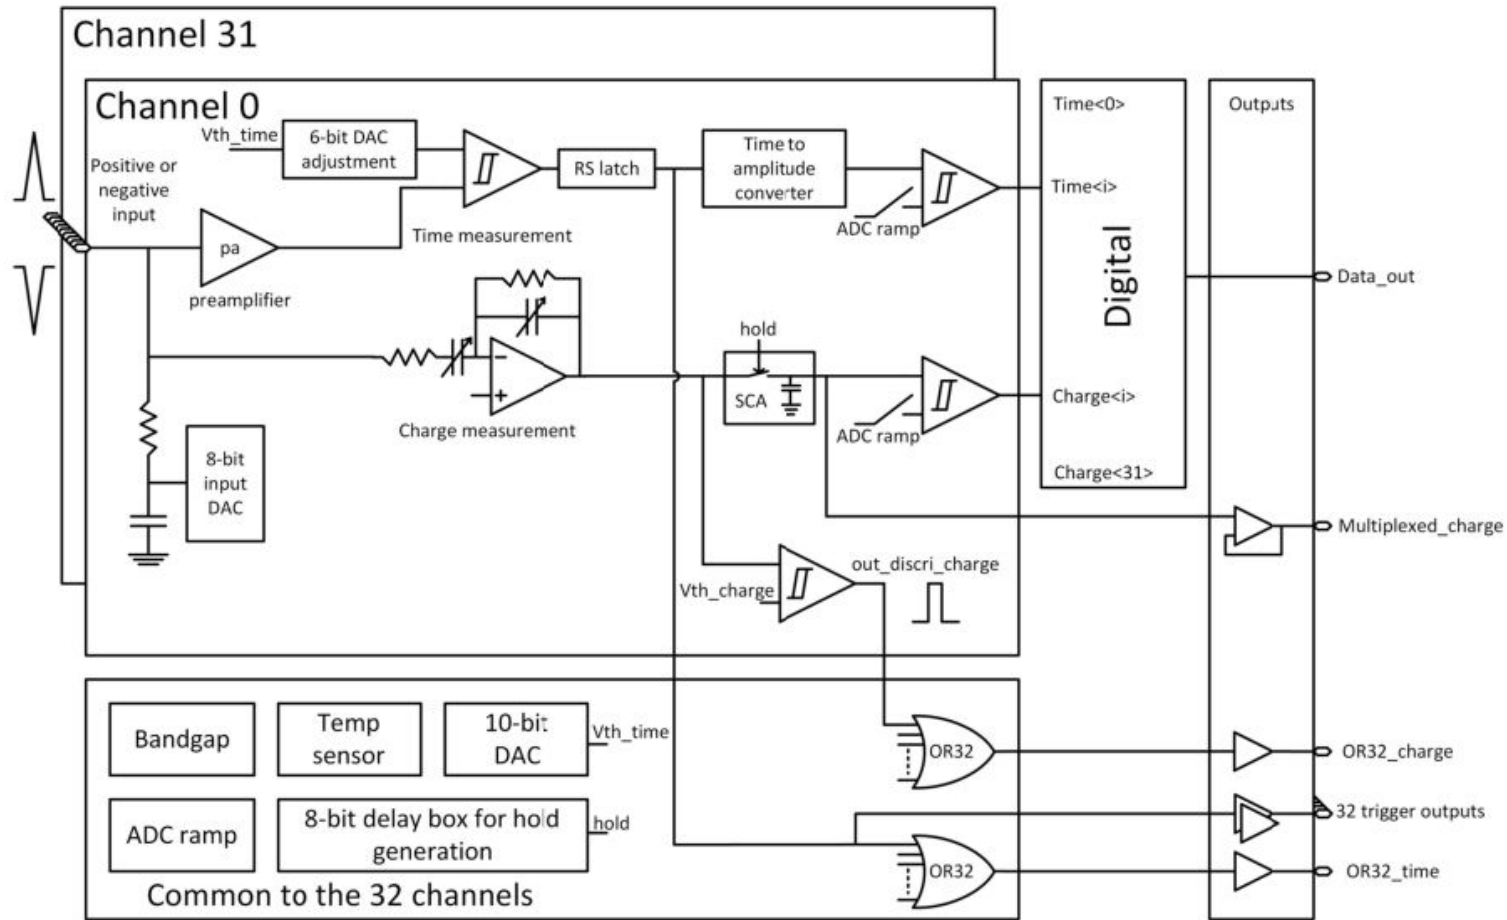 Channel 31
Channel 0
Vth_time
6-bit DAC
adjustment
RS latch
Time to
amplitude
converter
ADC ramp
Positive or
negative
input
pa
preamplifier
Time measurement
hold
SCA
ADC ramp
Charge measurement
8-bit
input
DAC
Vth_charge
out_discri_charge
Time<0>
Time<i>
Digital
Charge<i>
Charge<31>
Outputs
Data_out
Multiplexed_charge
Bandgap
Temp
sensor
10-bit
DAC
Vth_time
ADC ramp
8-bit delay box for hold
generation
hold
Common to the 32 channels
OR32
OR32
OR32_charge
32 trigger outputs
OR32_time